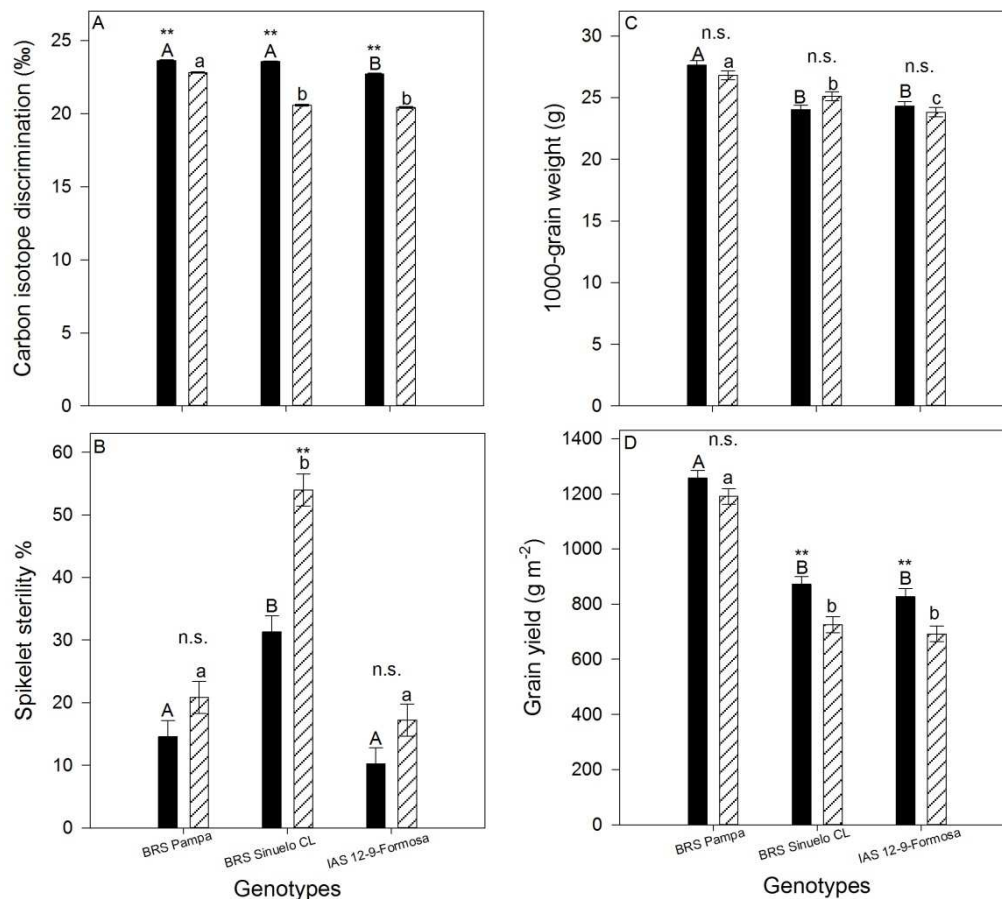 A
Carbon isotope discrimination (‰)
25
20
15
10
5
0
** ** **
A a A b B b
B
Spikelet sterility %
60
50
40
30
20
10
0
n.s. ** n.s.
A a B b A a
BRS Pampa
BRS Sinuelo CL
IAS 12-9-Formosa
Genotypes
C
1000-grain weight (g)
30
25
20
15
10
5
0
n.s. n.s. n.s.
A a B b B c
D
Grain yield (g m-2)
1400
1200
1000
800
600
400
200
0
n.s. ** **
A a B b B b
BRS Pampa
BRS Sinuelo CL
IAS 12-9-Formosa
Genotypes